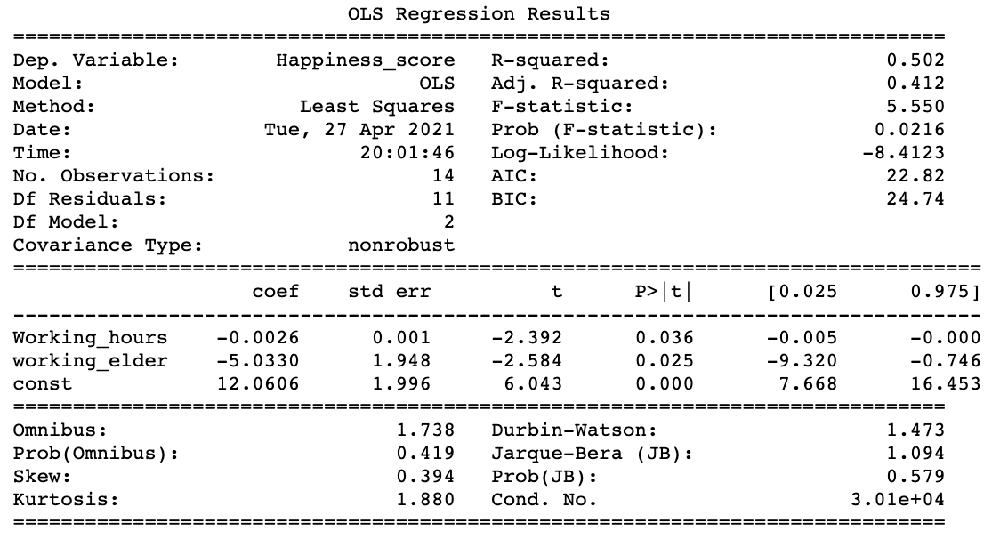 OLS Regression Results
==============================================================================
Dep. Variable:        Happiness_score   R-squared:                       0.502
Model:                            OLS   Adj. R-squared:                  0.412
Method:                 Least Squares   F-statistic:                     5.550
Date:                Tue, 27 Apr 2021   Prob (F-statistic):             0.0216
Time:                        20:01:46   Log-Likelihood:                -8.4123
No. Observations:                  14   AIC:                             22.82
Df Residuals:                      11   BIC:                             24.74
Df Model:                           2
Covariance Type:            nonrobust
=================================================================================
                    coef    std err          t      P>|t|      [0.025      0.975]
---------------------------------------------------------------------------------
Working_hours    -0.0026      0.001     -2.392      0.036      -0.005      -0.000
working_elder    -5.0330      1.948     -2.584      0.025      -9.320      -0.746
const            12.0606      1.996      6.043      0.000       7.668      16.453
==============================================================================
Omnibus:                        1.738   Durbin-Watson:                   1.473
Prob(Omnibus):                  0.419   Jarque-Bera (JB):                1.094
Skew:                           0.394   Prob(JB):                        0.579
Kurtosis:                       1.880   Cond. No.                     3.01e+04
==============================================================================